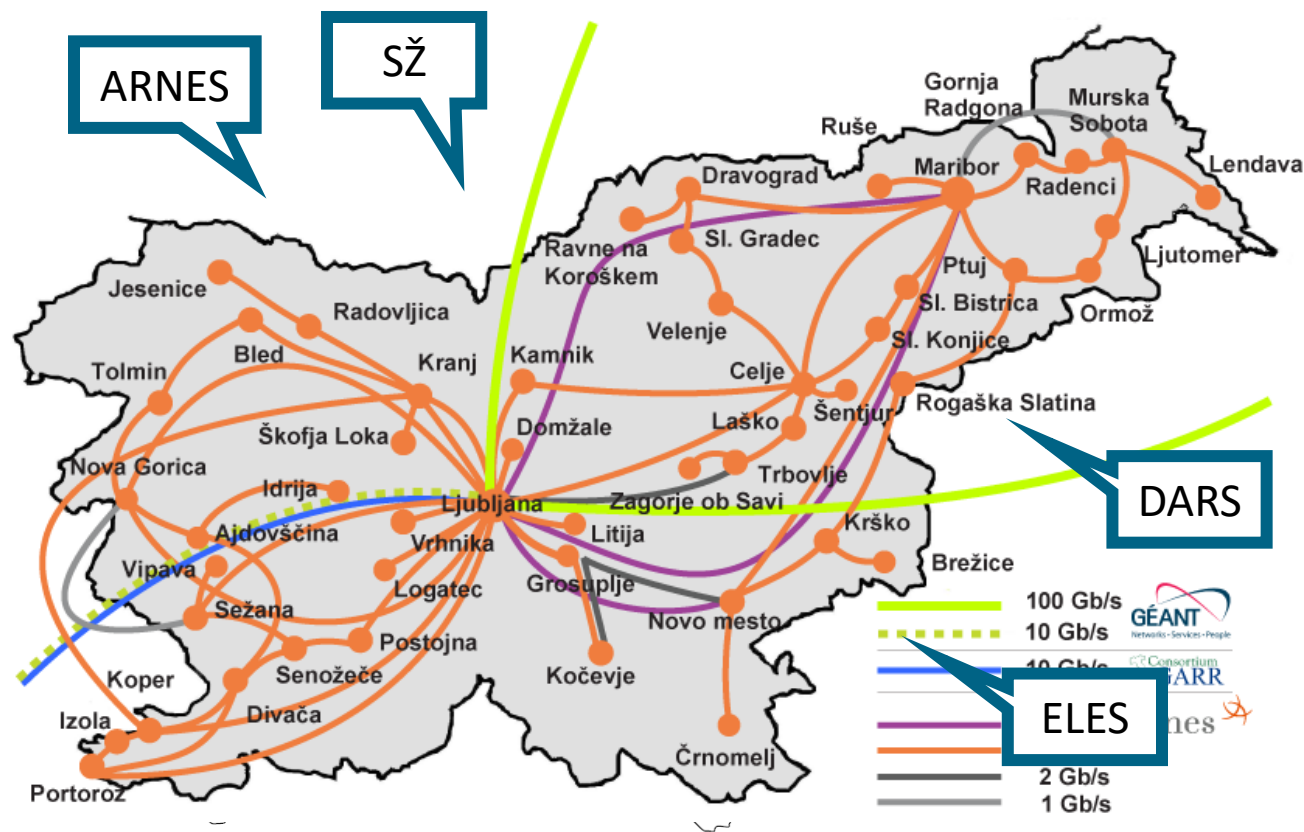 ARNES
SŽ
Gornja
Radgona
Murska
Sobota
Ruše
Maribor
Lendava
Dravograd
Radenci
Ravne na
Koroškem
Sl. Gradec
Ljutomer
Jesenice
Ptuj
Radovljica
Sl. Bistrica
Ormož
Velenje
Sl. Konjice
Bled
Kranj
Kamnik
Tolmin
Celje
Rogaška Slatina
Laško
Šentjur
Škofja Loka
Domžale
Nova Gorica
Trbovlje
Idrija
Ljubljana
Zagorje ob Savi
DARS
Ajdovščina
Vrhnika
Litija
Krško
Vipava
Logatec
Grosuplje
Brežice
Sežana
Novo mesto
100 Gb/s
GÉANT
Networks • Services • People
10 Gb/s
Postojna
Koper
Senožeče
Kočevje
Consortium
GARR
Izola
Divača
ELES
Črnomelj
Portorož
2 Gb/s
1 Gb/s